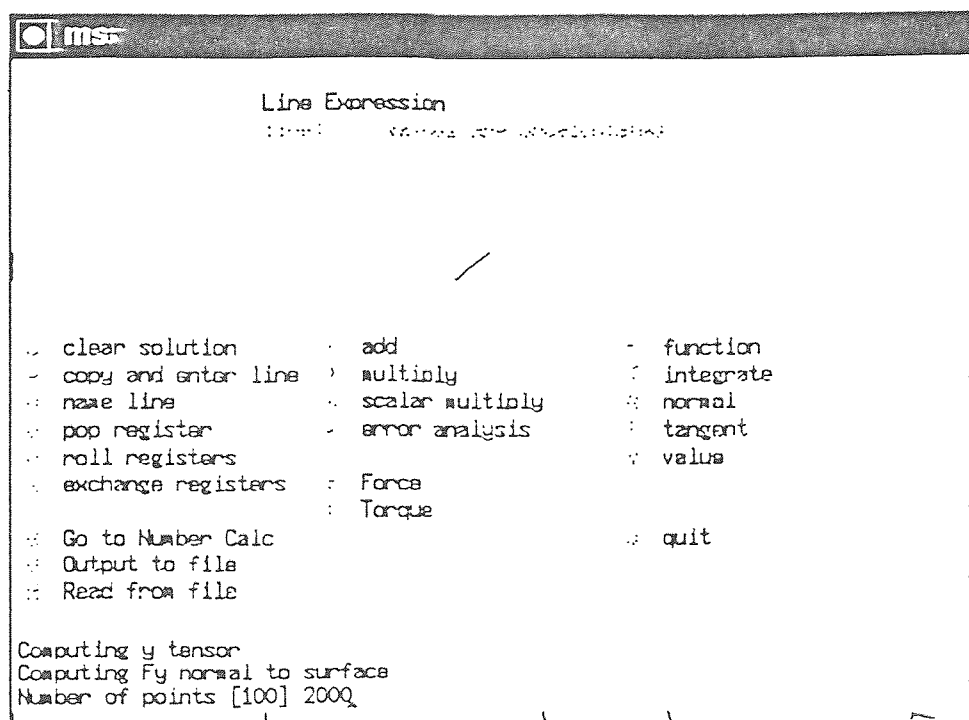 Line Expression
clear solution add function
copy and enter line multiply integrate
name line scalar multiply normal
pop register error analysis tangent
roll registers value
exchange registers Force
Torque
Go to Number Calc quit
Output to file
Read from file
Computing y tensor
Computing Fy normal to surface
Number of points [100] 2000